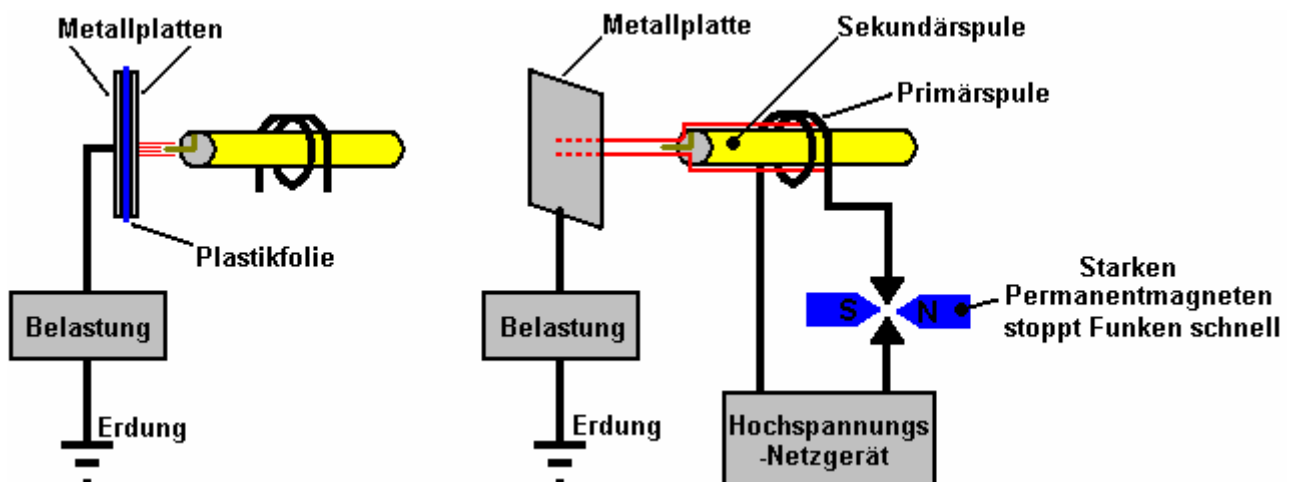 Metallplatten
Plastikfolie
Belastung
Erdung
Metallplatte
Sekundärspule
Primärspule
Starken
Permanentmagneten
stoppt Funken schnell
S N
Belastung
Erdung
Hochspannungs
-Netzgerät